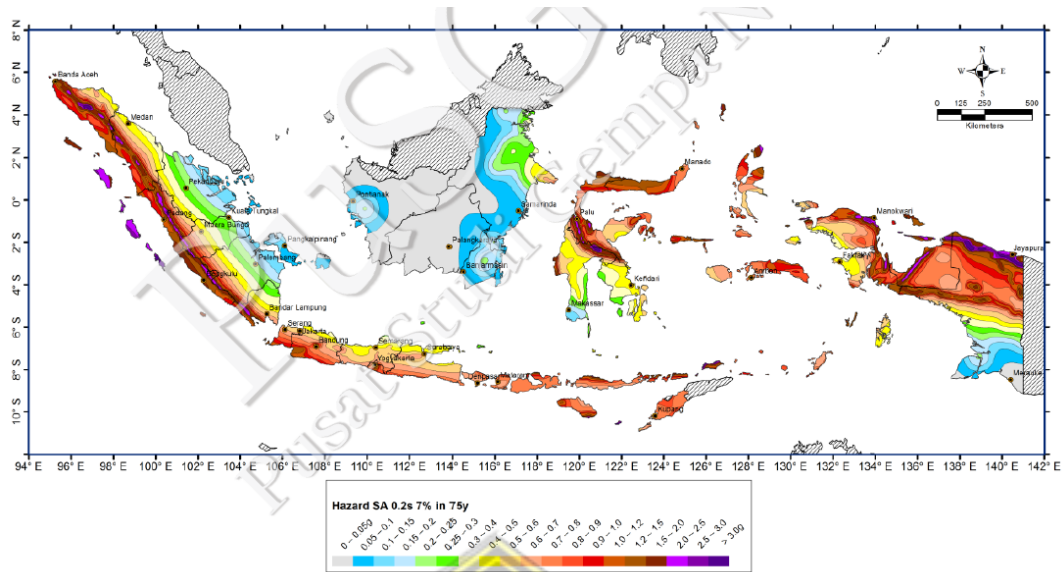 8° N
6° N
4° N
2° N
0°
2° S
4° S
6° S
8° S
10° S
N
W E
S
0 125 250 500
Kilometers
Banda Aceh
Medan
Pekanbaru
Kuala Tungkal
Padang
Muara Bungo
Pangkalpinang
Palembang
Bengkulu
Bandar Lampung
Serang
Jakarta
Bandung
Semarang
Surabaya
Yogyakarta
Denpasar
Mataram
Kupang
Pontianak
Palangkaraya
Samarinda
Banjarmasin
Manado
Palu
Kendari
Makassar
Ambon
Manokwari
Fakfak
Jayapura
Merauke
94° E 96° E 98° E 100° E 102° E 104° E 106° E 108° E 110° E 112° E 114° E 116° E 118° E 120° E 122° E 124° E 126° E 128° E 130° E 132° E 134° E 136° E 138° E 140° E 142° E
Hazard SA 0.2s 7% in 75y
0 – 0.05g
0.05 – 0.1
0.1 – 0.15
0.15 – 0.2
0.2 – 0.25
0.25 – 0.3
0.3 – 0.4
0.4 – 0.5
0.5 – 0.6
0.6 – 0.7
0.7 – 0.8
0.8 – 0.9
0.9 – 1.0
1.0 – 1.2
1.2 – 1.5
1.5 – 2.0
2.0 – 2.5
2.5 – 3.0
> 3.0g
Pusat Studi Gempa N